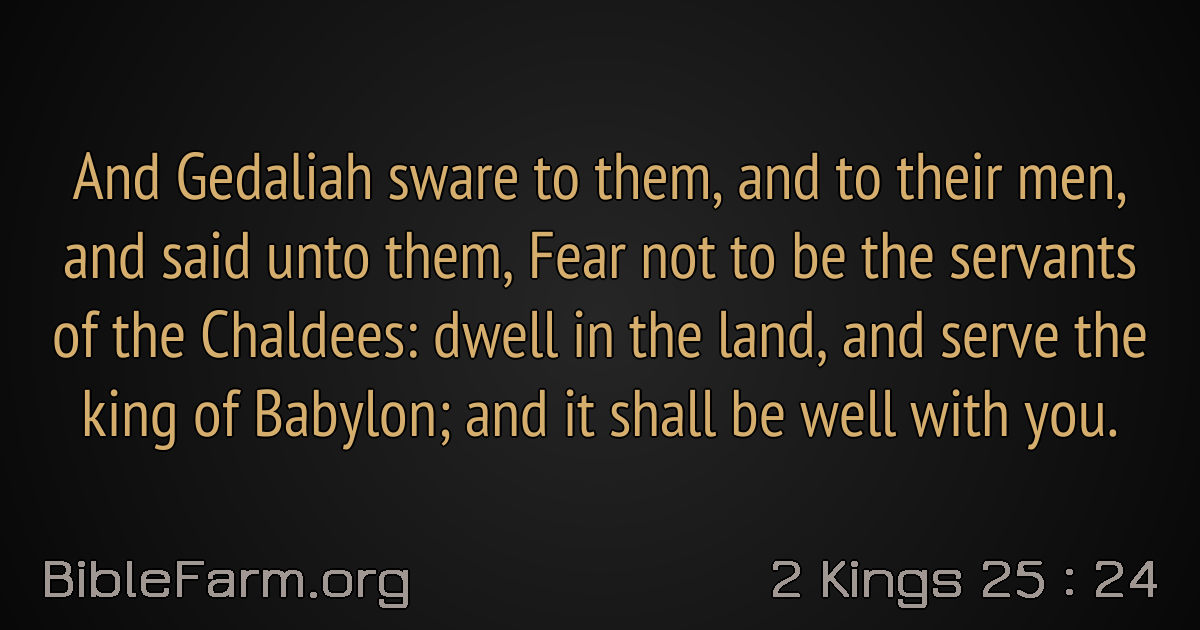 And Gedaliah sware to them, and to their men,
and said unto them, Fear not to be the servants
of the Chaldees: dwell in the land, and serve the
king of Babylon; and it shall be well with you.
BibleFarm.org
2 Kings 25 : 24